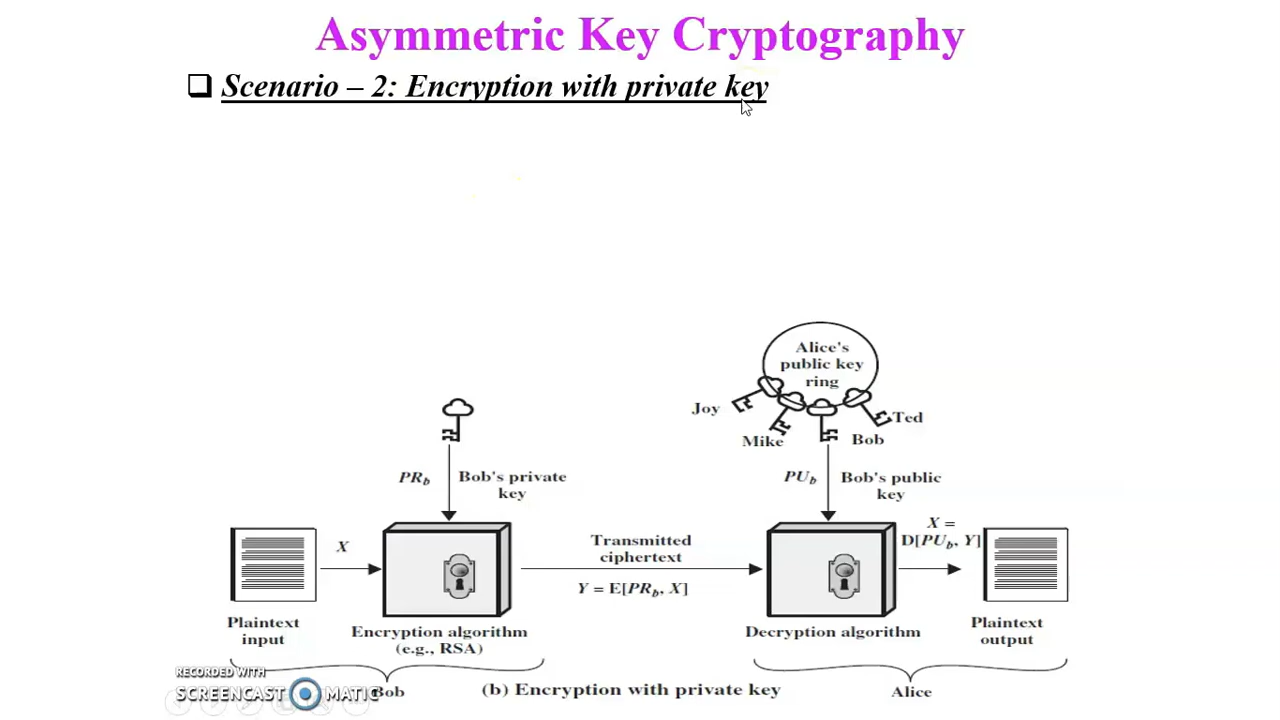 Asymmetric Key Cryptography
❑ Scenario – 2: Encryption with private key
Alice's
public key
ring
Joy
Ted
Mike
Bob
PRb
Bob's private
key
PUb
Bob's public
key
X
Transmitted
ciphertext
X =
D[PUb, Y]
Y = E[PRb, X]
Plaintext
input
Encryption algorithm
(e.g., RSA)
Decryption algorithm
Plaintext
output
RECORDED WITH
SCREENCAST MATIC
Bob
(b) Encryption with private key
Alice